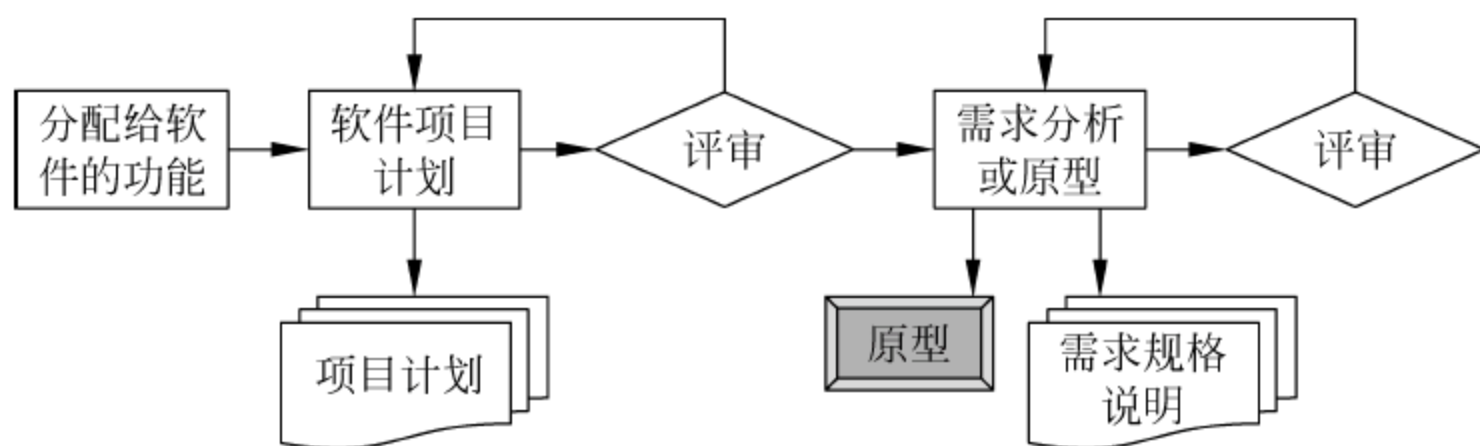 分配给软
件的功能
软件项目
计划
评审
需求分析
或原型
评审
项目计划
原型
需求规格
说明